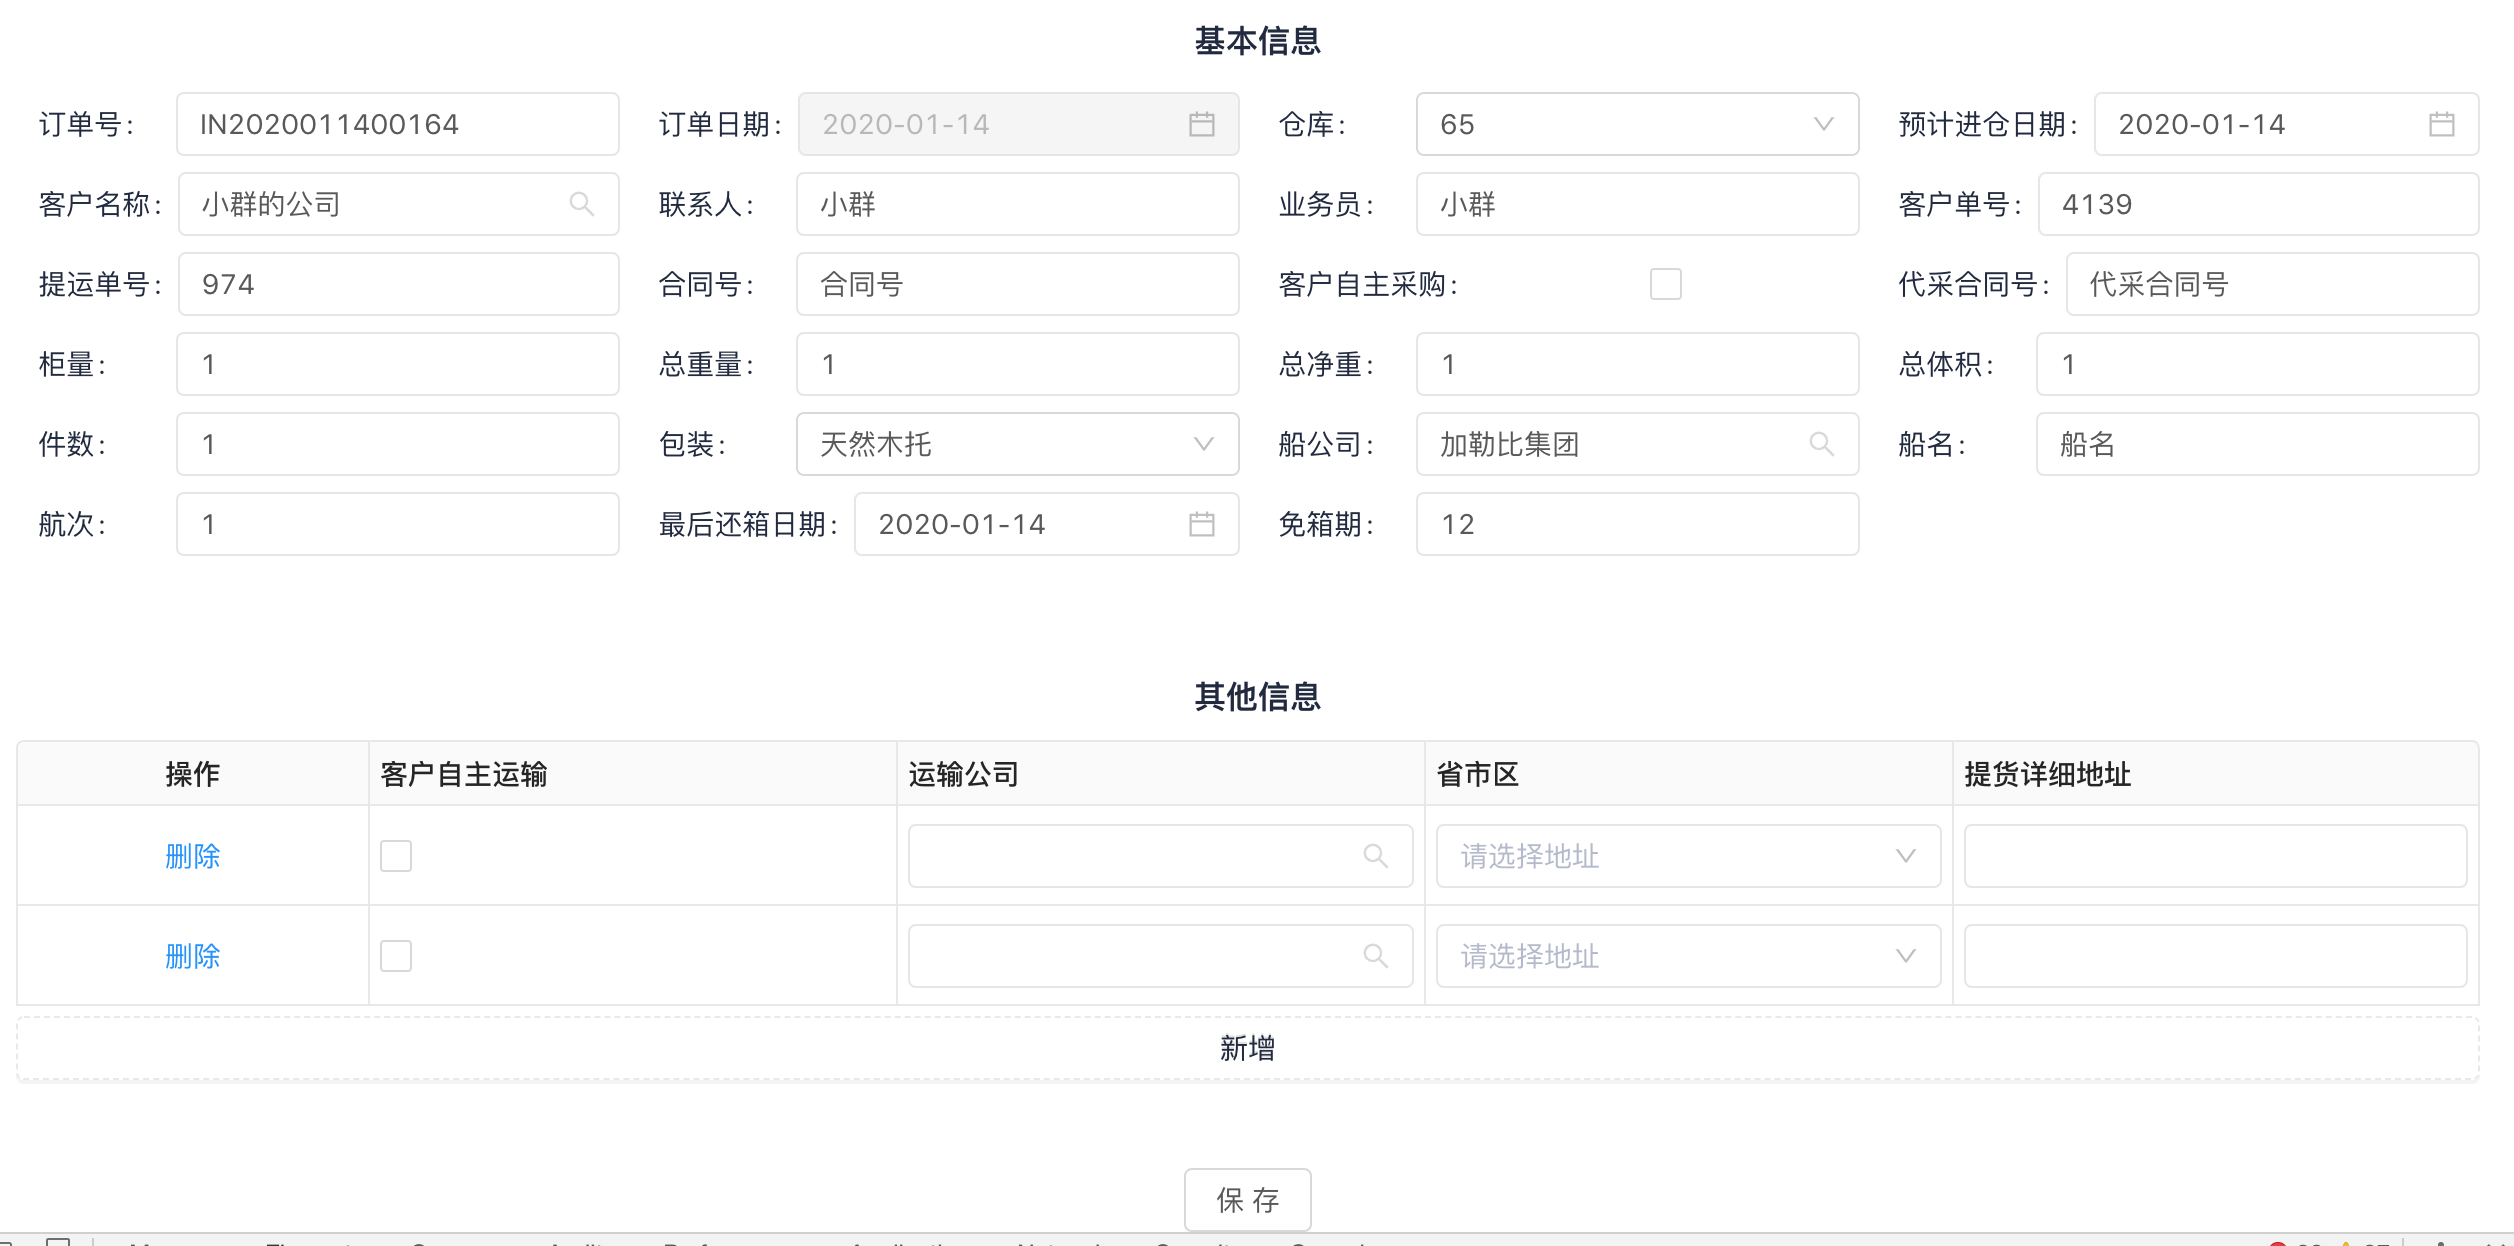 基本信息
订单号: IN2020011400164 订单日期: 2020-01-14 仓库: 65 预计进仓日期: 2020-01-14
客户名称: 小群的公司 联系人: 小群 业务员: 小群 客户单号: 4139
提运单号: 974 合同号: 合同号 客户自主采购: 代采合同号: 代采合同号
柜量: 1 总重量: 1 总净重: 1 总体积: 1
件数: 1 包装: 天然木托 船公司: 加勒比集团 船名: 船名
航次: 1 最后还箱日期: 2020-01-14 免箱期: 12
其他信息
操作 客户自主运输 运输公司 省市区 提货详细地址
删除 请选择地址
删除 请选择地址
新增
保 存